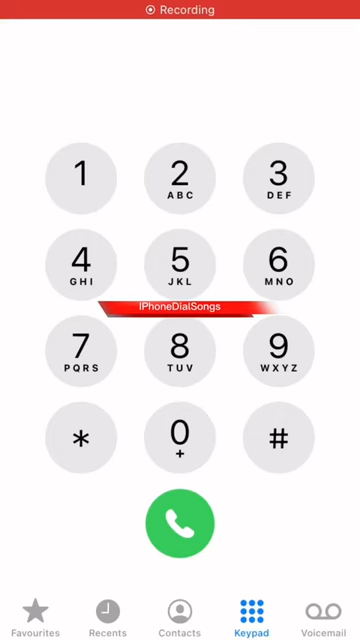 Recording
1 2 3
ABC DEF
4 5 6
GHI JKL MNO
IPhoneDialSongs
7 8 9
PQRS TUV WXYZ
* 0 #
+
Favourites Recents Contacts Keypad Voicemail